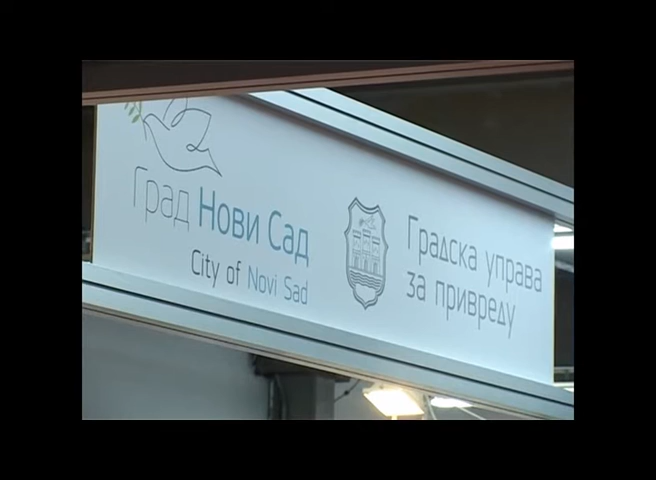 Град Нови Сад
City of Novi Sad
Градска управа
за привреду